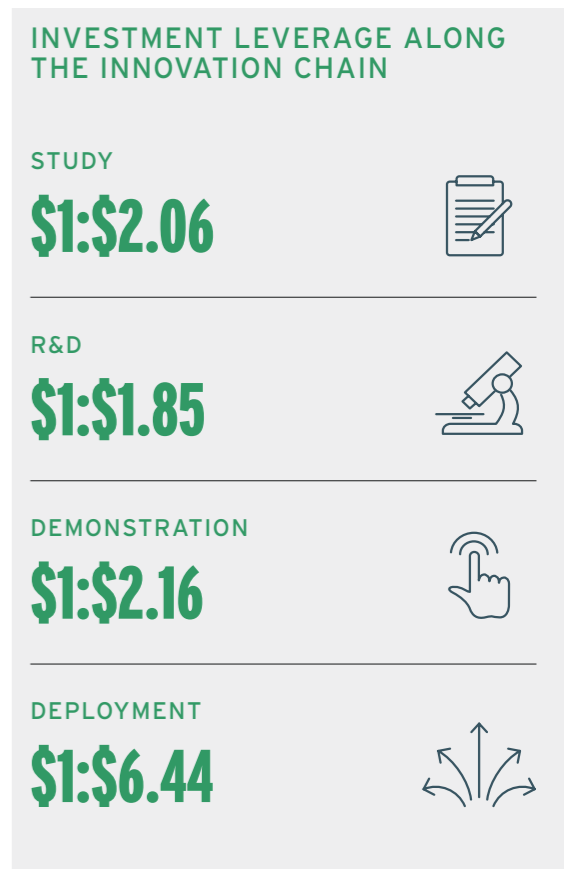 INVESTMENT LEVERAGE ALONG
THE INNOVATION CHAIN
STUDY
$1:$2.06
R&D
$1:$1.85
DEMONSTRATION
$1:$2.16
DEPLOYMENT
$1:$6.44